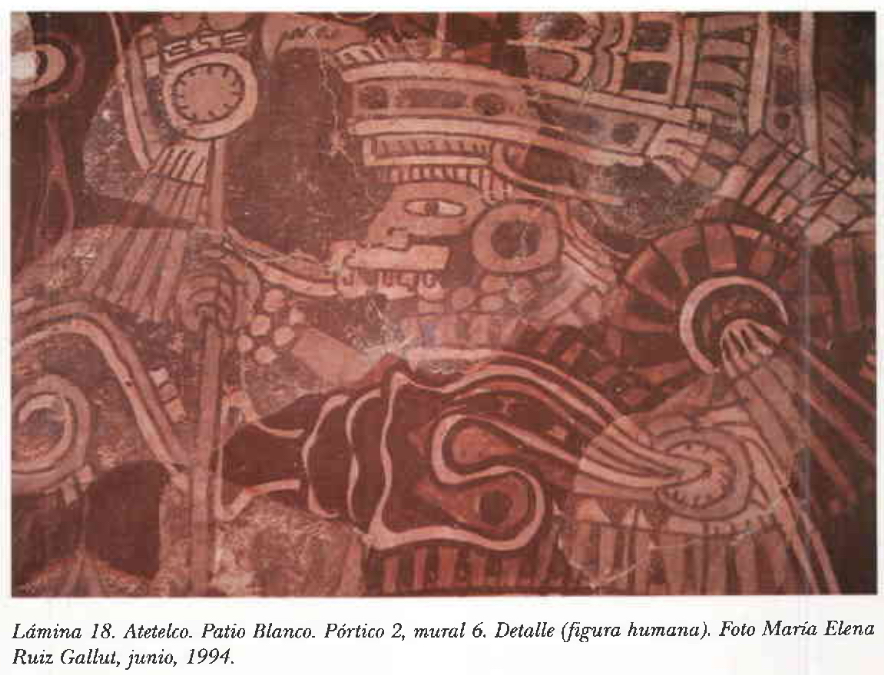 Lámina 18. Atetelco. Patio Blanco. Pórtico 2, mural 6. Detalle (figura humana). Foto María Elena
Ruiz Gallut, junio, 1994.